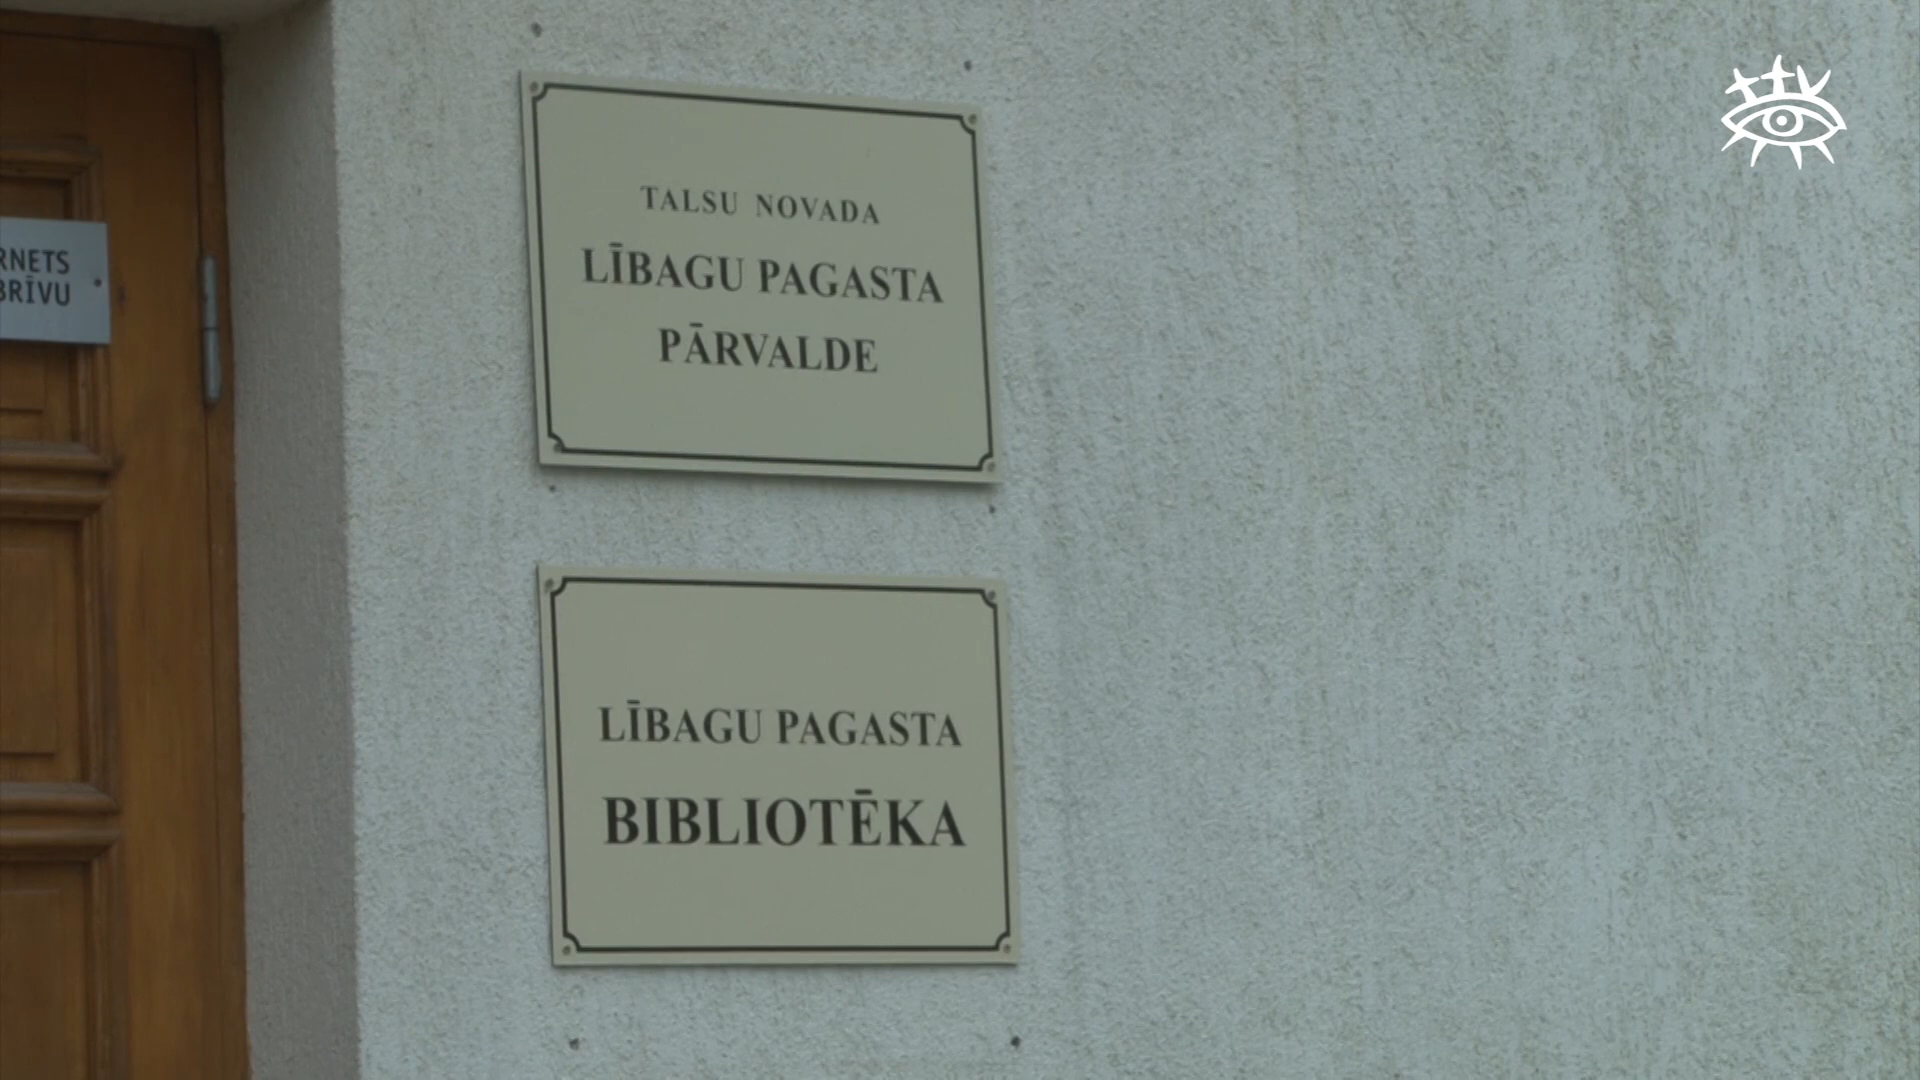 RNETS
BRĪVU
TALSU NOVADA
LĪBAGU PAGASTA
PĀRVALDE
LĪBAGU PAGASTA
BIBLIOTĒKA